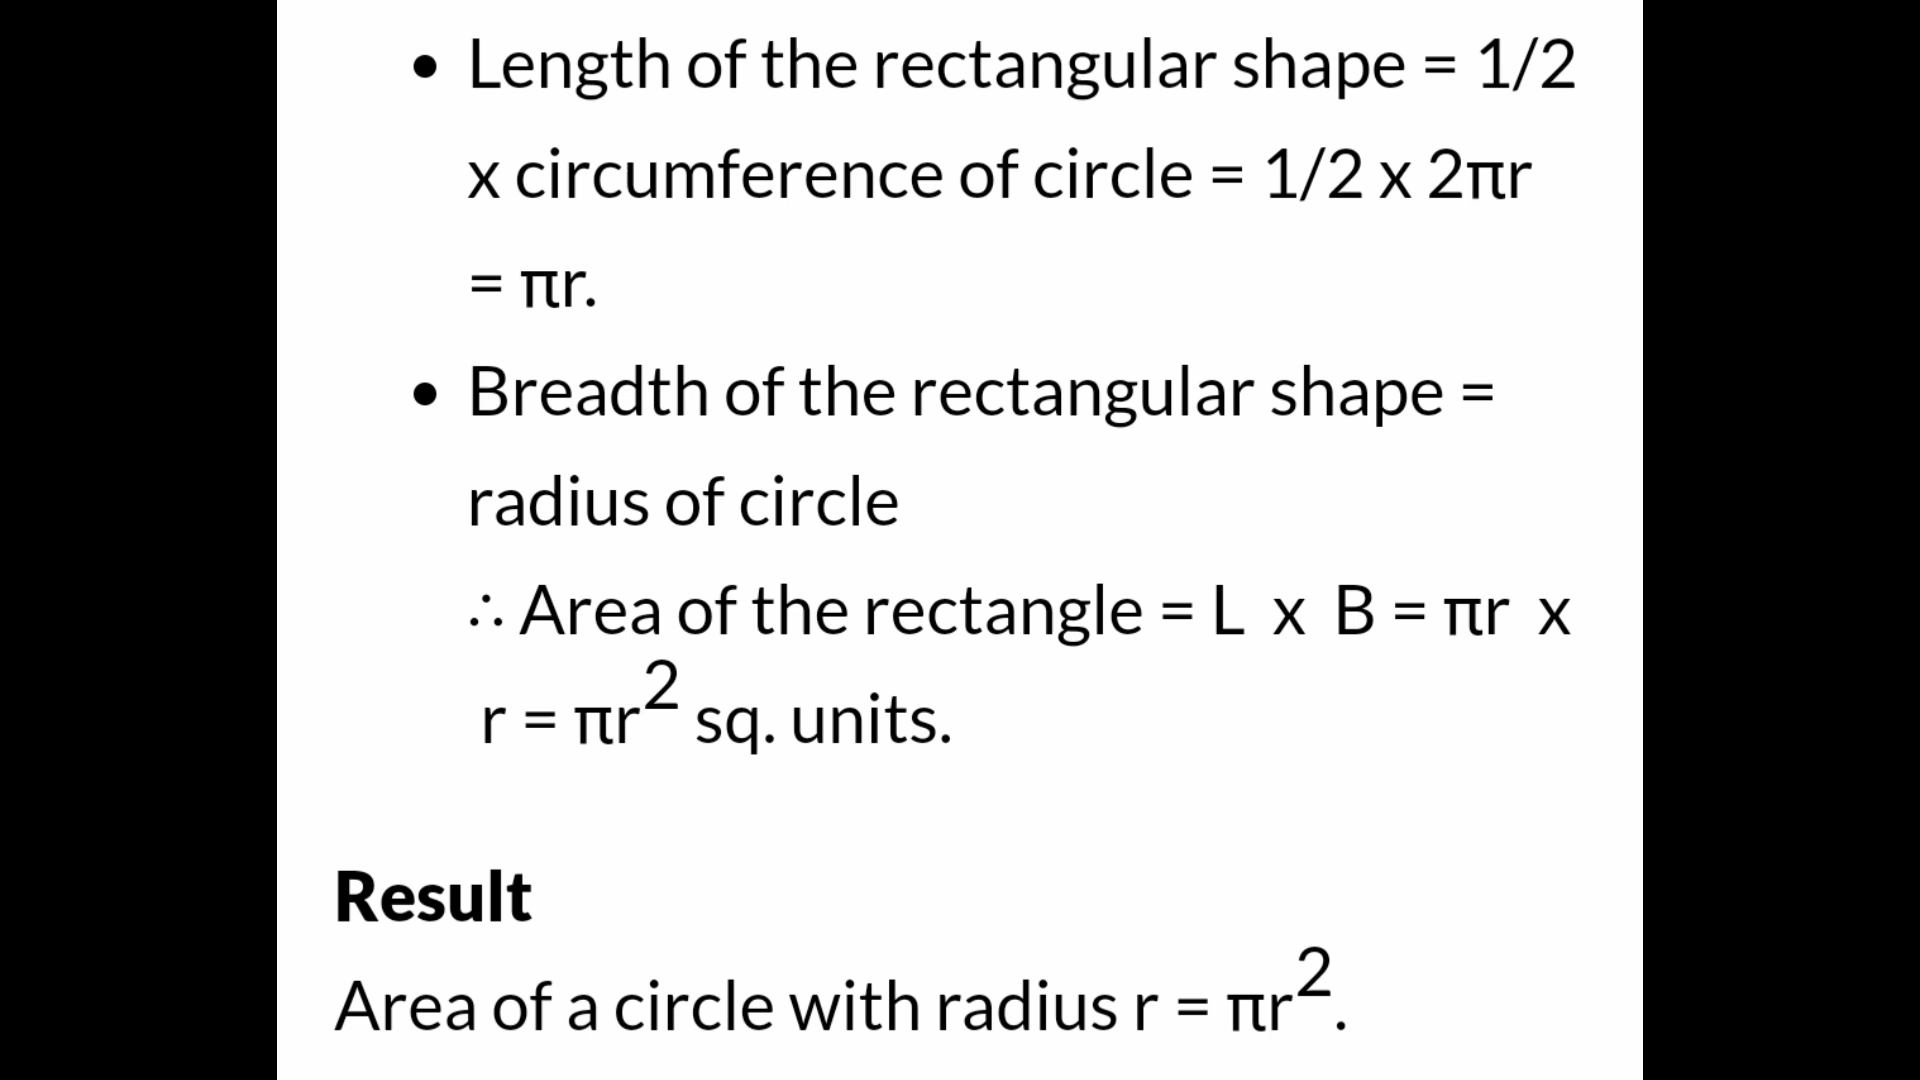 • Length of the rectangular shape = 1/2
x circumference of circle = 1/2 x 2πr
= πr.
• Breadth of the rectangular shape =
radius of circle
∴ Area of the rectangle = L x B = πr x
r = πr² sq. units.
Result
Area of a circle with radius r = πr².